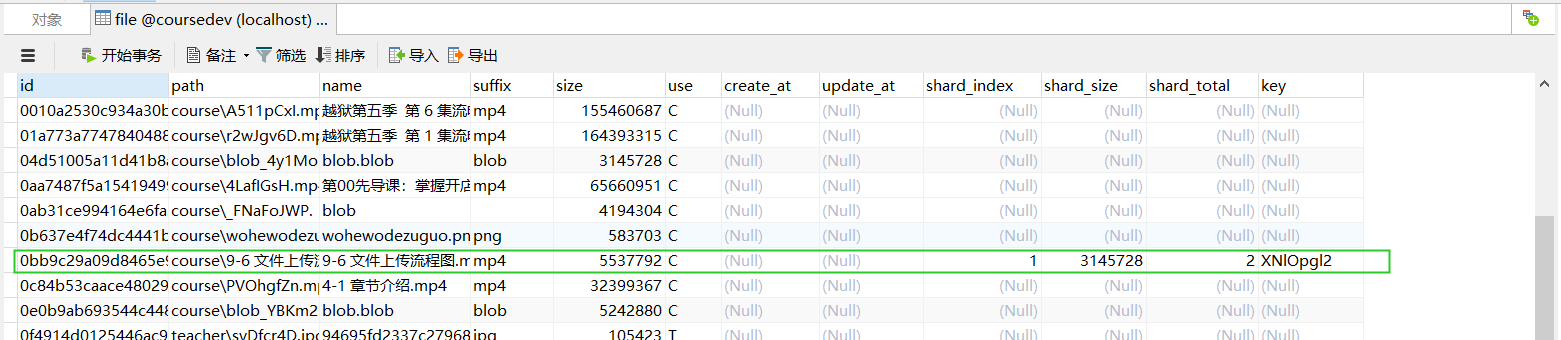 对象 file @coursedev (localhost) ...
开始事务 备注 筛选 排序 导入 导出
id path name suffix size use create_at update_at shard_index shard_size shard_total key
0010a2530c934a30b course\A511pCxI.mp 越狱第五季 第 6 集流 mp4 155460687 C (Null) (Null) (Null) (Null) (Null) (Null)
01a773a7747840488 course\r2wJgv6D.mp 越狱第五季 第 1 集流 mp4 164393315 C (Null) (Null) (Null) (Null) (Null) (Null)
04d51005a11d41b8 course\blob_4y1Mo blob.blob blob 3145728 C (Null) (Null) (Null) (Null) (Null) (Null)
0aa7487f5a1541949 course\4LaflGsH.mp4 第00先导课：掌握开店 mp4 65660951 C (Null) (Null) (Null) (Null) (Null) (Null)
0ab31ce994164e6fa course\_FNaFoJWP. blob 4194304 C (Null) (Null) (Null) (Null) (Null) (Null)
0b637e4f74dc4441b course\wohewodezu wohewodezuguo.pn png 583703 C (Null) (Null) (Null) (Null) (Null) (Null)
0bb9c29a09d8465e course\9-6 文件上传 9-6 文件上传流程图.m mp4 5537792 C (Null) (Null) 1 3145728 2 XNlOpgl2
0c84b53caace48029 course\PVOhgfZn.mp 4-1 章节介绍.mp4 mp4 32399367 C (Null) (Null) (Null) (Null) (Null) (Null)
0e0b9ab693544c448 course\blob_YBKm2 blob.blob blob 5242880 C (Null) (Null) (Null) (Null) (Null) (Null)
0f4914d0125446ac9 teacher\syDfcr4D.jpg 94695fd2337c27968 jpg 105423 T (Null) (Null) (Null) (Null) (Null) (Null)